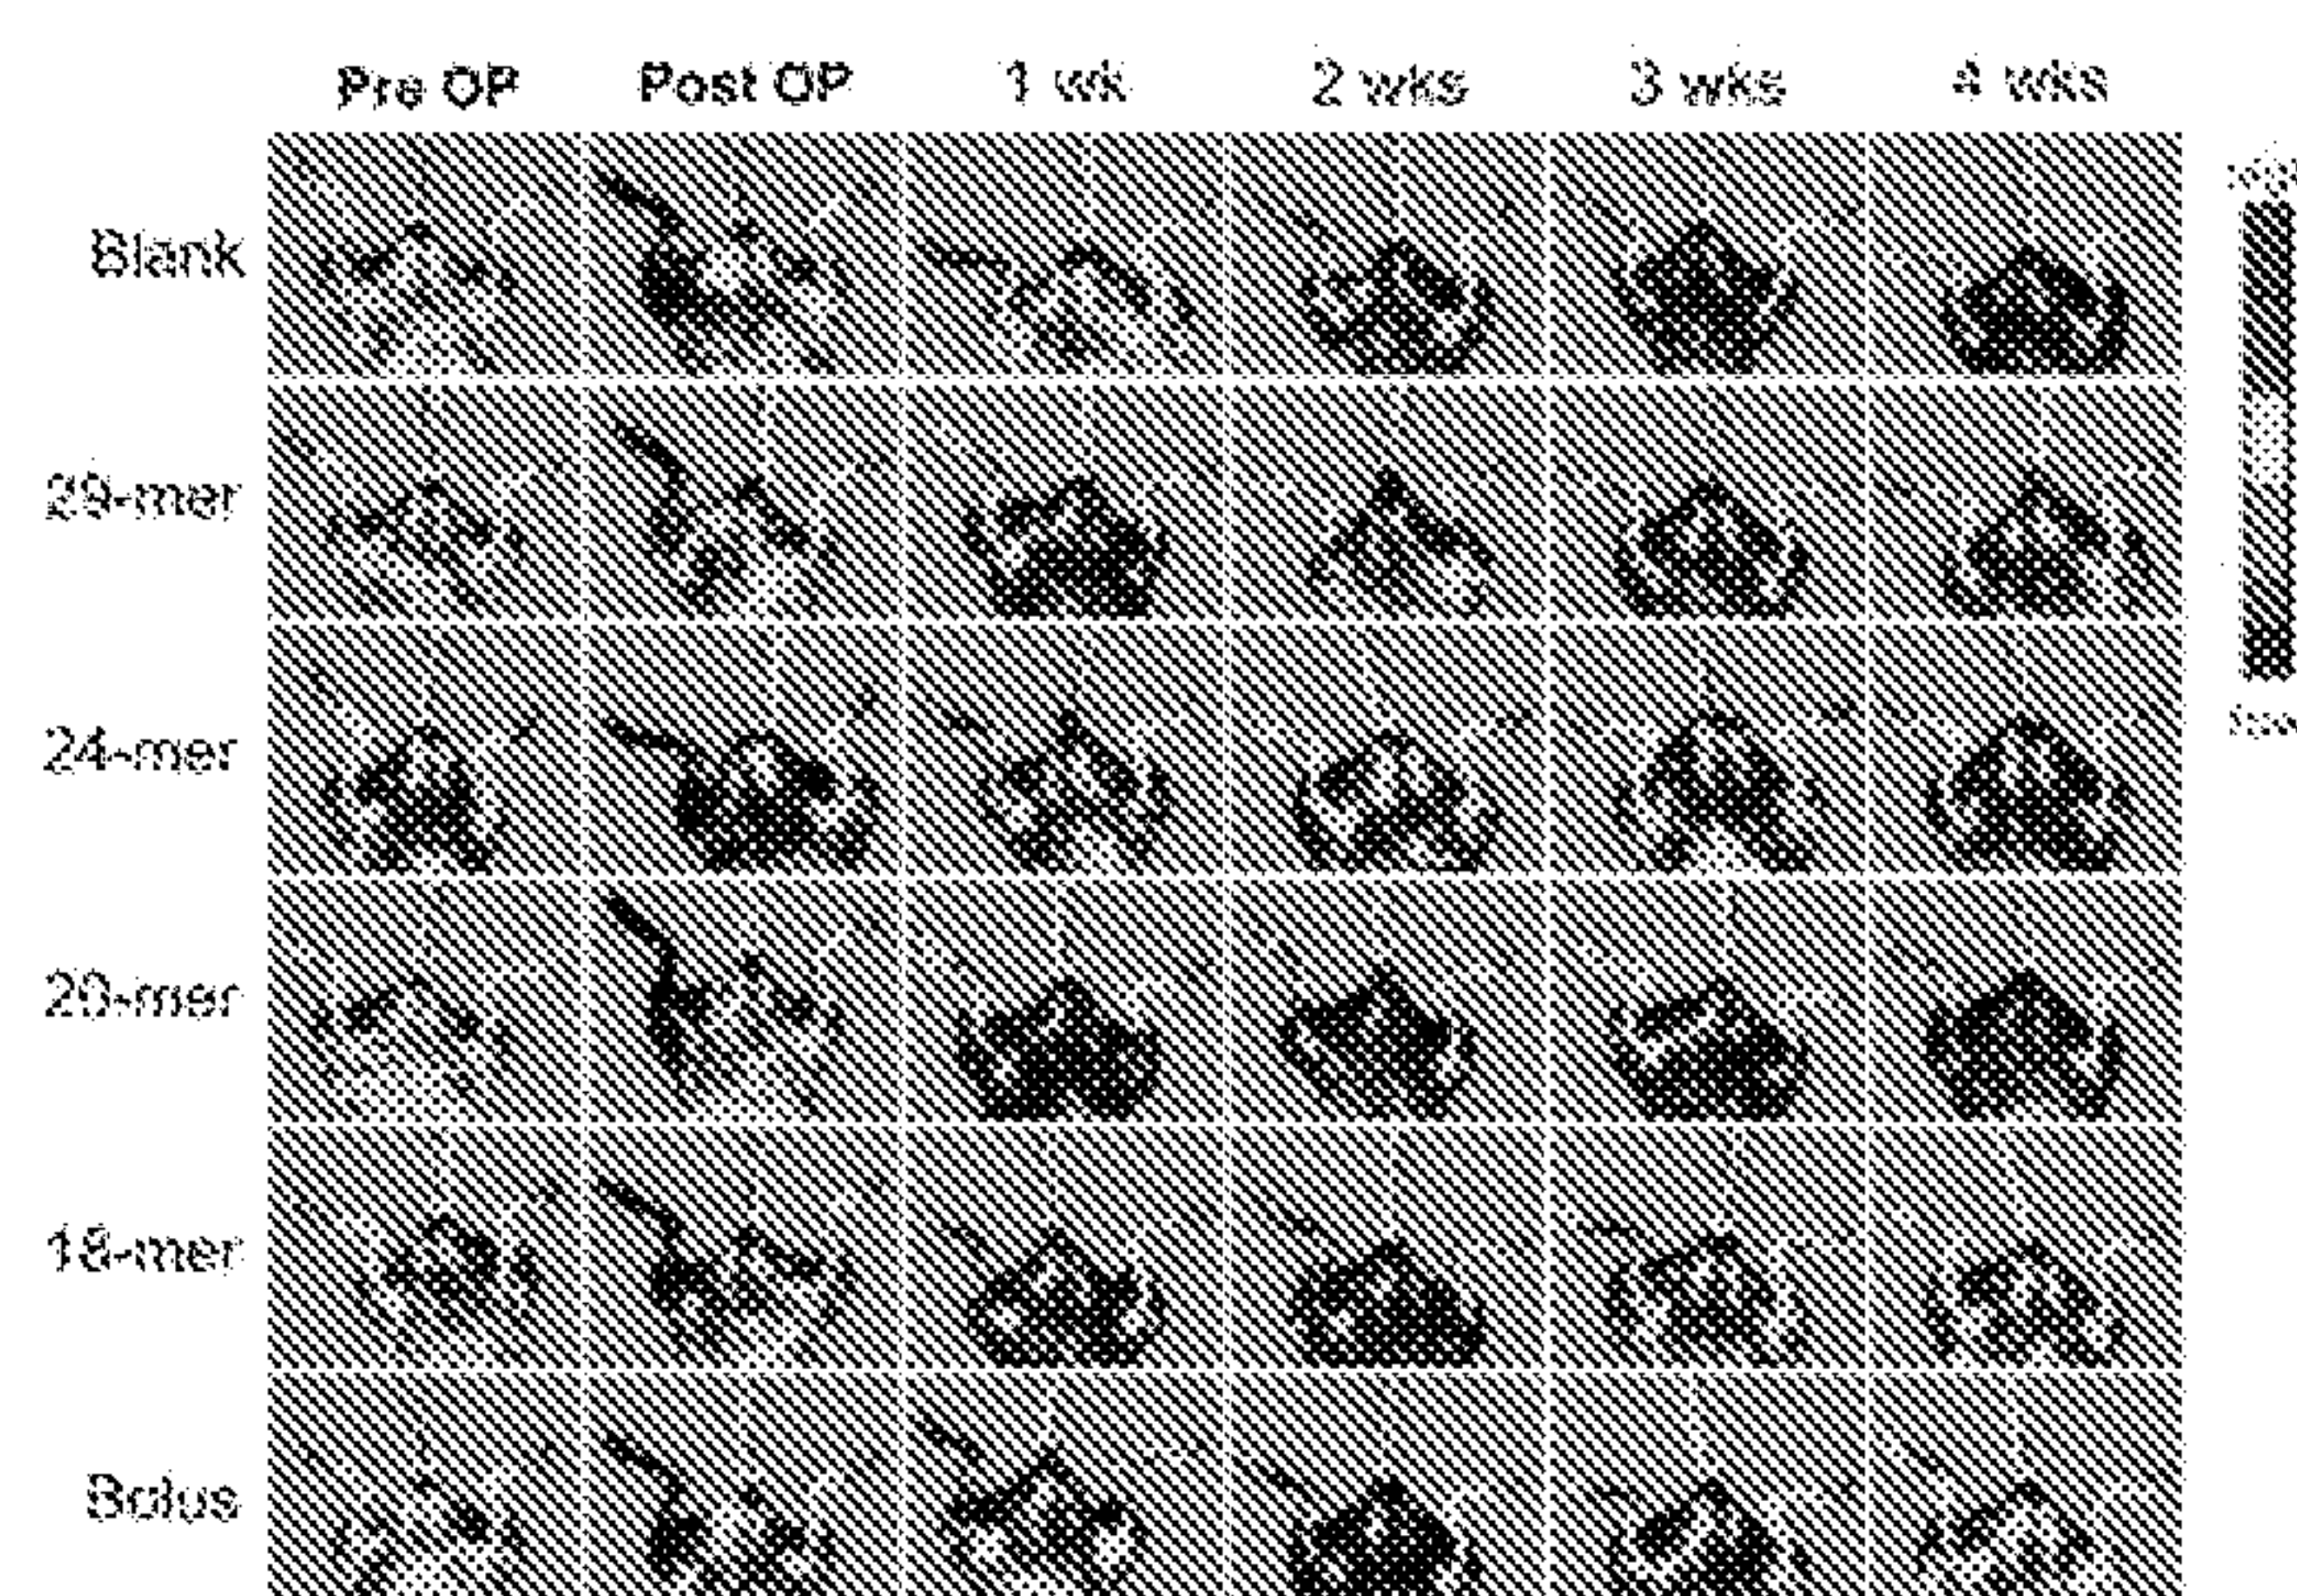 Pre OP Post OP 1 wk 2 wks 3 wks 4 wks
Blank
29-mer
24-mer
20-mer
18-mer
Bolus